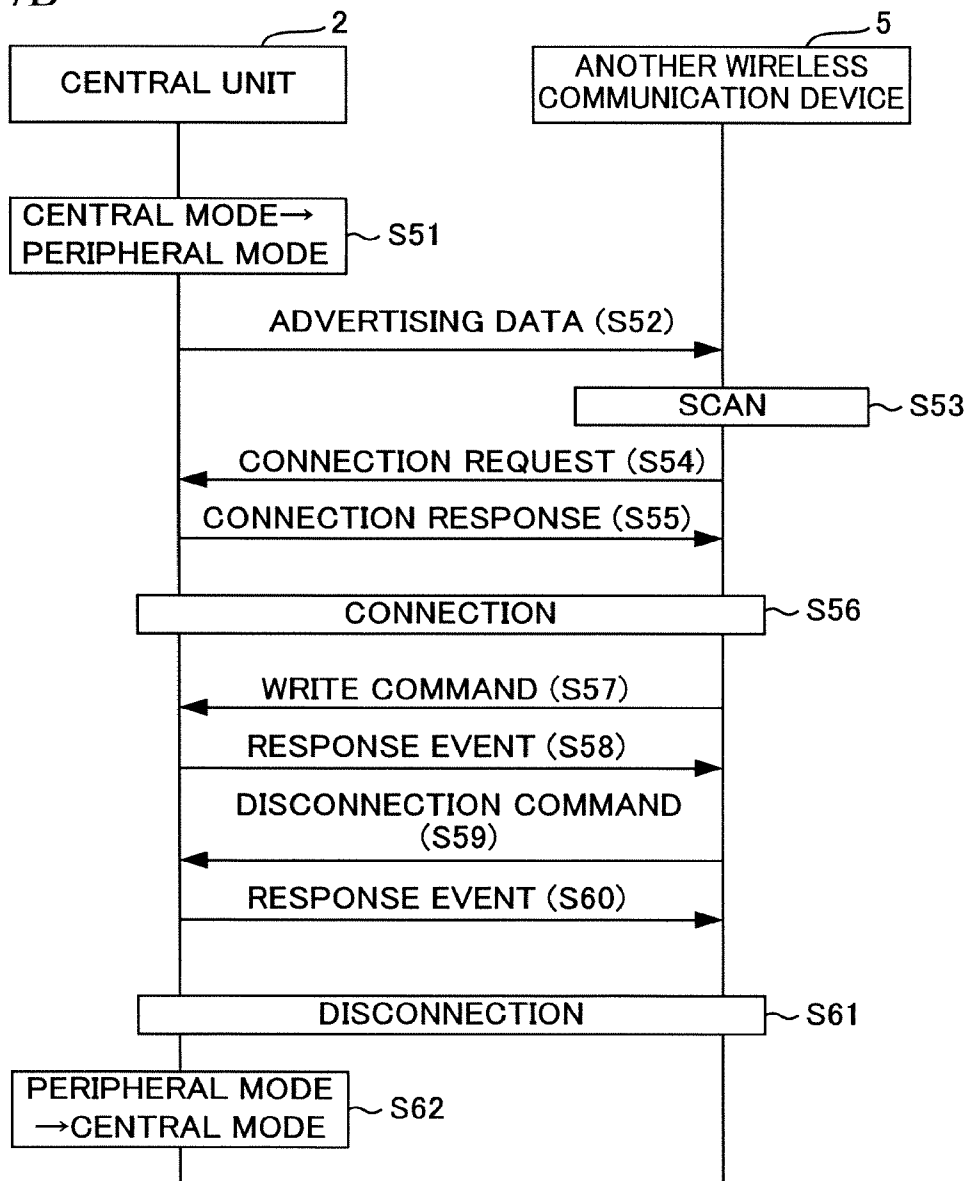 2
5
CENTRAL UNIT
ANOTHER WIRELESS
COMMUNICATION DEVICE
CENTRAL MODE→
PERIPHERAL MODE
S51
ADVERTISING DATA (S52)
SCAN
S53
CONNECTION REQUEST (S54)
CONNECTION RESPONSE (S55)
CONNECTION
S56
WRITE COMMAND (S57)
RESPONSE EVENT (S58)
DISCONNECTION COMMAND
(S59)
RESPONSE EVENT (S60)
DISCONNECTION
S61
PERIPHERAL MODE
→CENTRAL MODE
S62